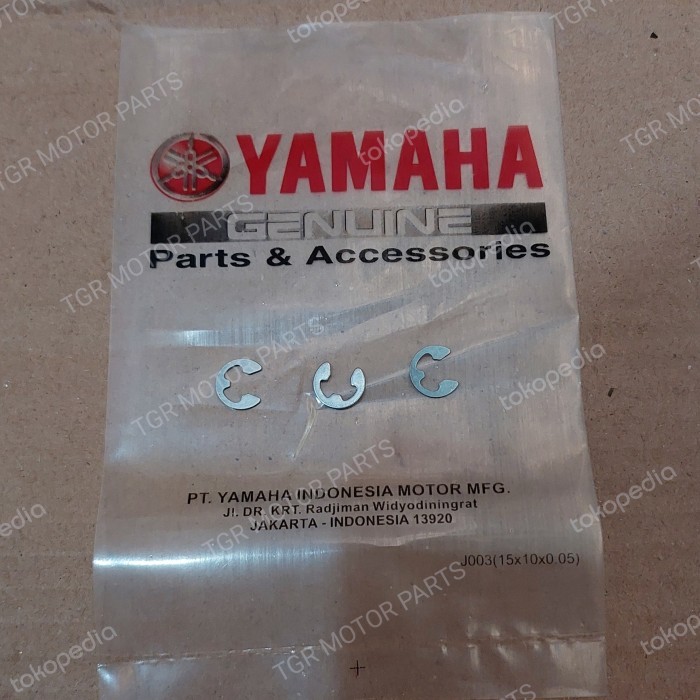 YAMAHA
GENUINE
Parts & Accessories
PT. YAMAHA INDONESIA MOTOR MFG.
Jl. DR. KRT. Radjiman Widyodiningrat
JAKARTA - INDONESIA 13920
J003(15x10x0.05)
TGR MOTOR PARTS
tokopedia